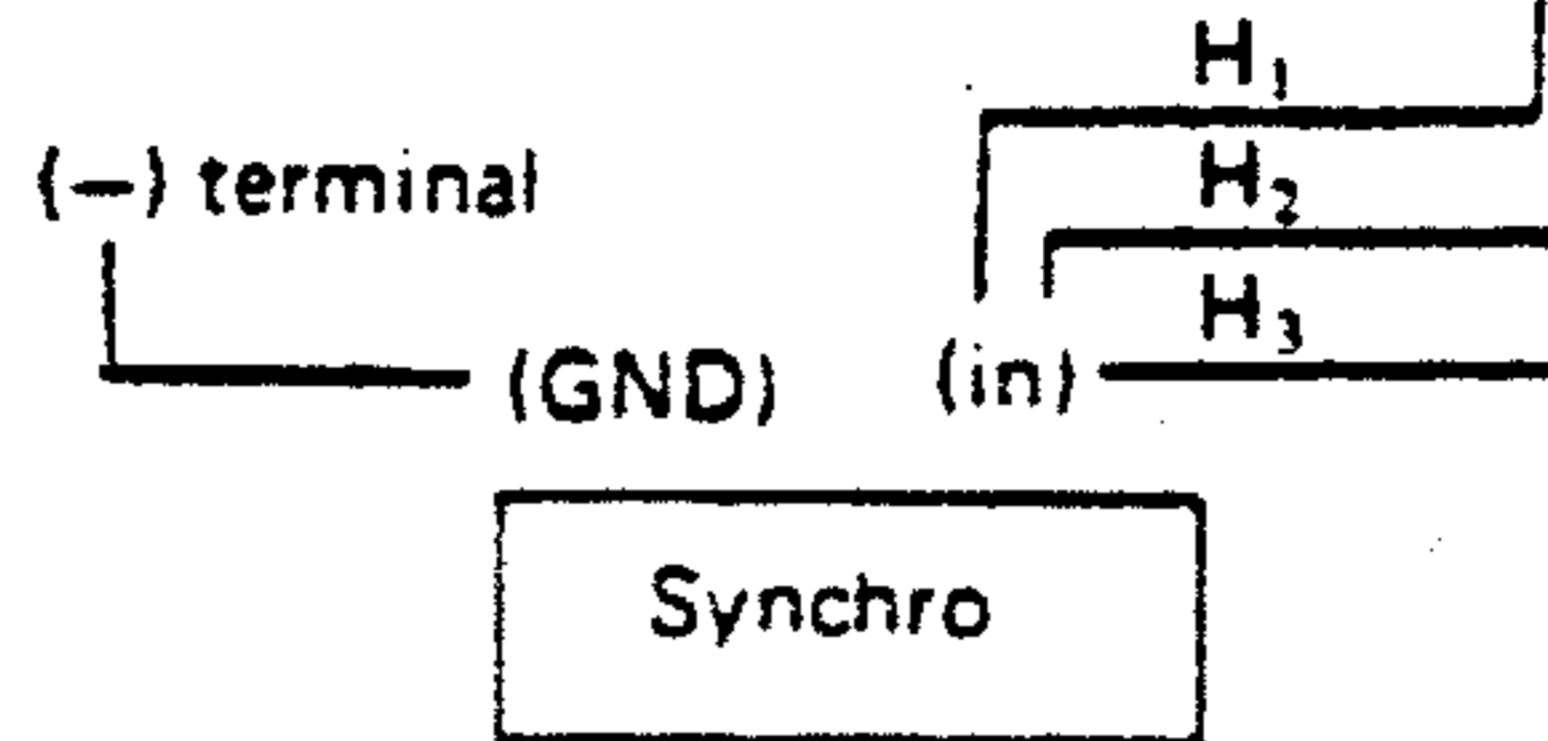 H₁
(−) terminal
H₂
H₃
(GND) (in)
Synchro